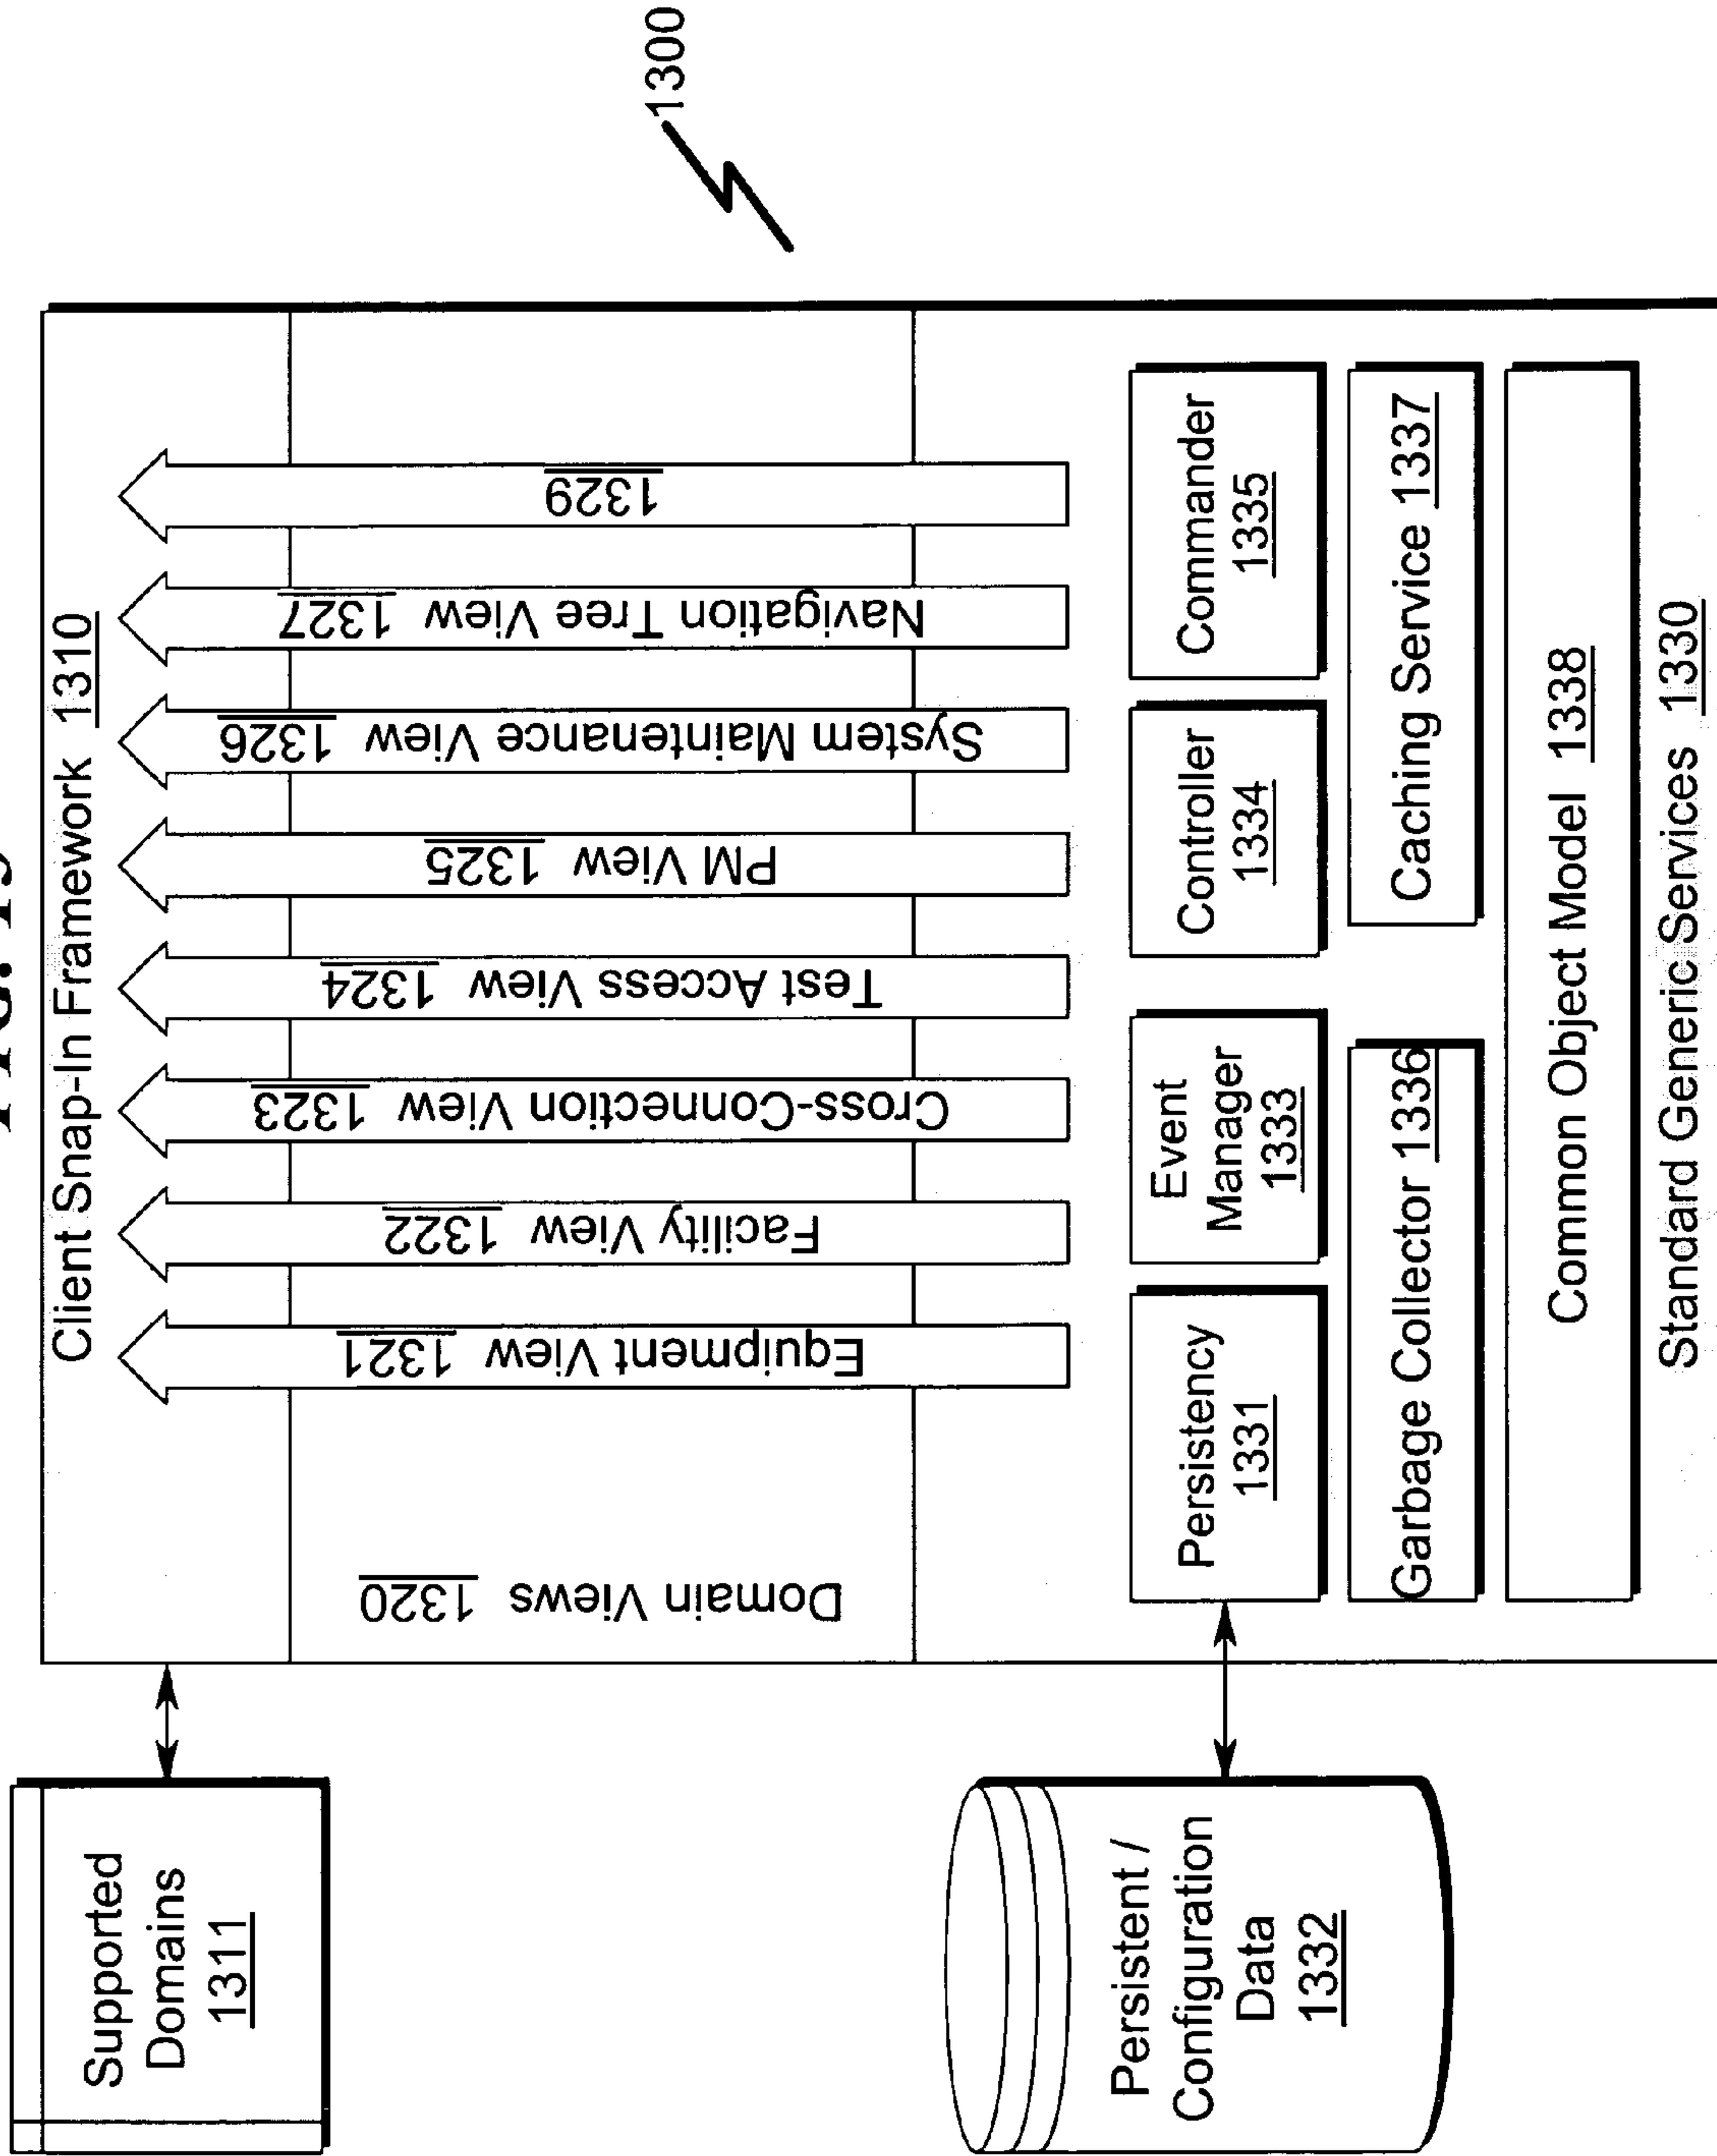 Client Snap-In Framework 1310
Supported
Domains
1311
1300
Domain Views 1320
Equipment View 1321
Facility View 1322
Cross-Connection View 1323
Test Access View 1324
PM View 1325
System Maintenance View 1326
Navigation Tree View 1327
1329
Persistent /
Configuration
Data
1332
Persistency
1331
Event
Manager
1333
Controller
1334
Commander
1335
Garbage Collector 1336
Caching Service 1337
Common Object Model 1338
Standard Generic Services 1330